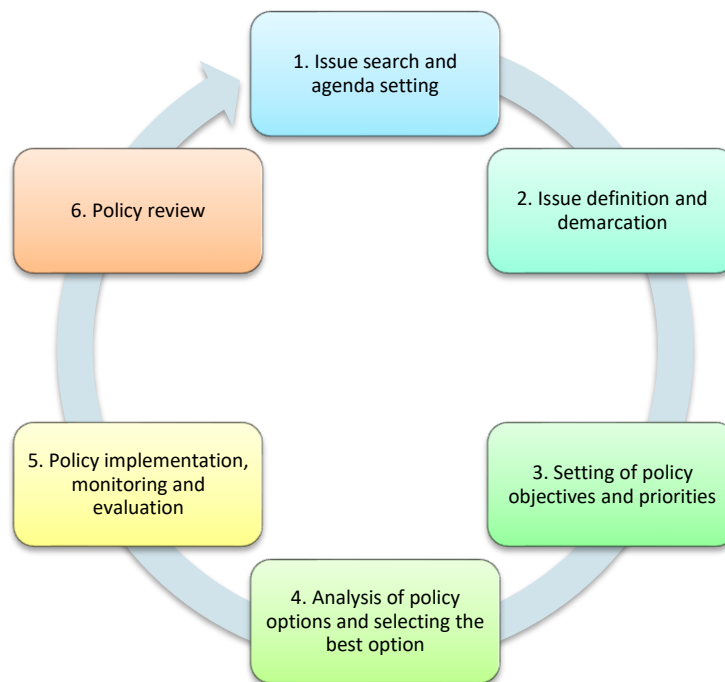 1. Issue search and
agenda setting
2. Issue definition and
demarcation
3. Setting of policy
objectives and priorities
4. Analysis of policy
options and selecting the
best option
5. Policy implementation,
monitoring and
evaluation
6. Policy review